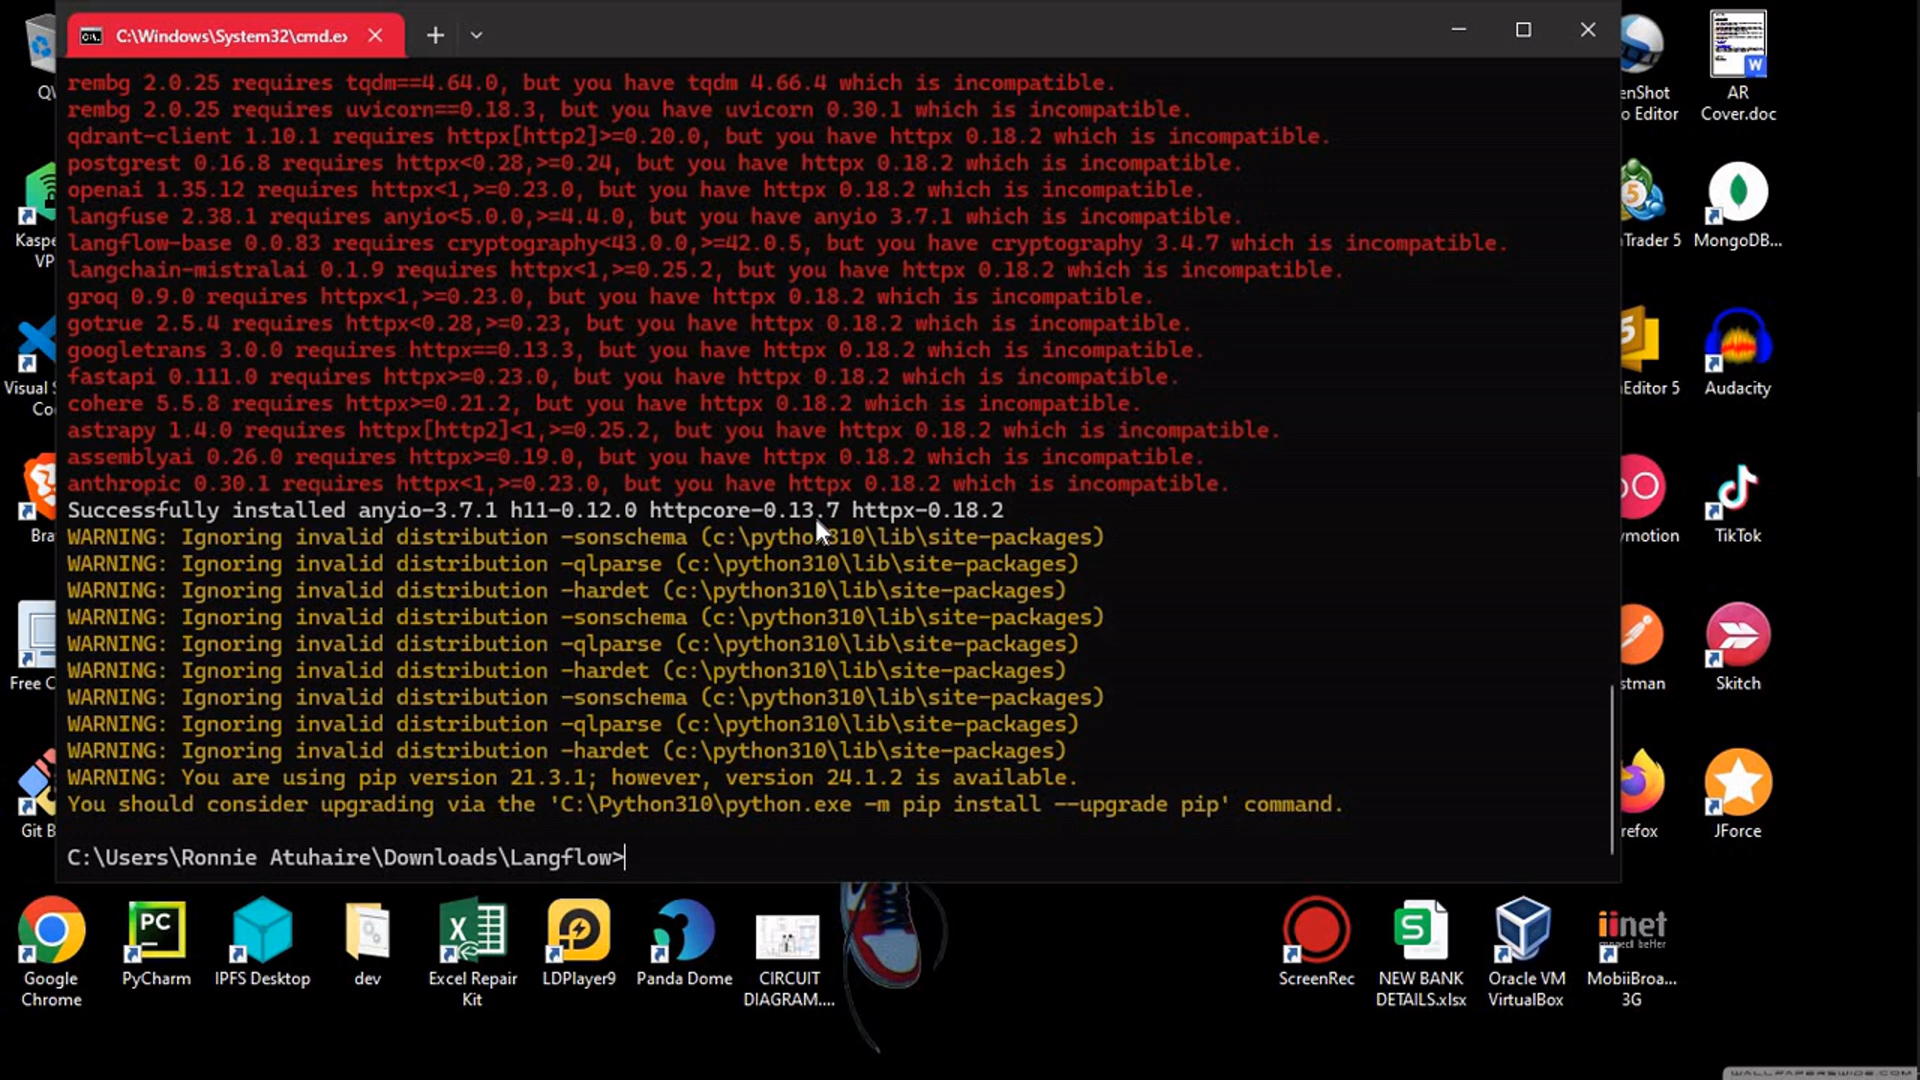 C:\Windows\System32\cmd.ex
rembg 2.0.25 requires tqdm==4.64.0, but you have tqdm 4.66.4 which is incompatible.
rembg 2.0.25 requires uvicorn==0.18.3, but you have uvicorn 0.30.1 which is incompatible.
qdrant-client 1.10.1 requires httpx[http2]>=0.20.0, but you have httpx 0.18.2 which is incompatible.
postgrest 0.16.8 requires httpx<0.28,>=0.24, but you have httpx 0.18.2 which is incompatible.
openai 1.35.12 requires httpx<1,>=0.23.0, but you have httpx 0.18.2 which is incompatible.
langfuse 2.38.1 requires anyio<5.0.0,>=4.4.0, but you have anyio 3.7.1 which is incompatible.
langflow-base 0.0.83 requires cryptography<43.0.0,>=42.0.5, but you have cryptography 3.4.7 which is incompatible.
langchain-mistralai 0.1.9 requires httpx<1,>=0.25.2, but you have httpx 0.18.2 which is incompatible.
groq 0.9.0 requires httpx<1,>=0.23.0, but you have httpx 0.18.2 which is incompatible.
gotrue 2.5.4 requires httpx<0.28,>=0.23, but you have httpx 0.18.2 which is incompatible.
googletrans 3.0.0 requires httpx==0.13.3, but you have httpx 0.18.2 which is incompatible.
fastapi 0.111.0 requires httpx>=0.23.0, but you have httpx 0.18.2 which is incompatible.
cohere 5.5.8 requires httpx>=0.21.2, but you have httpx 0.18.2 which is incompatible.
astrapy 1.4.0 requires httpx[http2]<1,>=0.25.2, but you have httpx 0.18.2 which is incompatible.
assemblyai 0.26.0 requires httpx>=0.19.0, but you have httpx 0.18.2 which is incompatible.
anthropic 0.30.1 requires httpx<1,>=0.23.0, but you have httpx 0.18.2 which is incompatible.
Successfully installed anyio-3.7.1 h11-0.12.0 httpcore-0.13.7 httpx-0.18.2
WARNING: Ignoring invalid distribution -sonschema (c:\python310\lib\site-packages)
WARNING: Ignoring invalid distribution -qlparse (c:\python310\lib\site-packages)
WARNING: Ignoring invalid distribution -hardet (c:\python310\lib\site-packages)
WARNING: Ignoring invalid distribution -sonschema (c:\python310\lib\site-packages)
WARNING: Ignoring invalid distribution -qlparse (c:\python310\lib\site-packages)
WARNING: Ignoring invalid distribution -hardet (c:\python310\lib\site-packages)
WARNING: Ignoring invalid distribution -sonschema (c:\python310\lib\site-packages)
WARNING: Ignoring invalid distribution -qlparse (c:\python310\lib\site-packages)
WARNING: Ignoring invalid distribution -hardet (c:\python310\lib\site-packages)
WARNING: You are using pip version 21.3.1; however, version 24.1.2 is available.
You should consider upgrading via the 'C:\Python310\python.exe -m pip install --upgrade pip' command.
C:\Users\Ronnie Atuhaire\Downloads\Langflow>
QV
Kaspe
VP
Visual S
Co
Bra
Free C
Git B
enShot
o Editor
AR
Cover.doc
nTrader 5
MongoDB...
Editor 5
Audacity
ymotion
TikTok
stman
Skitch
refox
JForce
Google
Chrome
PC
PyCharm
IPFS Desktop
dev
Excel Repair
Kit
LDPlayer9
Panda Dome
CIRCUIT
DIAGRAM....
ScreenRec
NEW BANK
DETAILS.xlsx
Oracle VM
VirtualBox
iinet
connect better
MobiiBroa...
3G
WALLPAPERSWIDE.COM